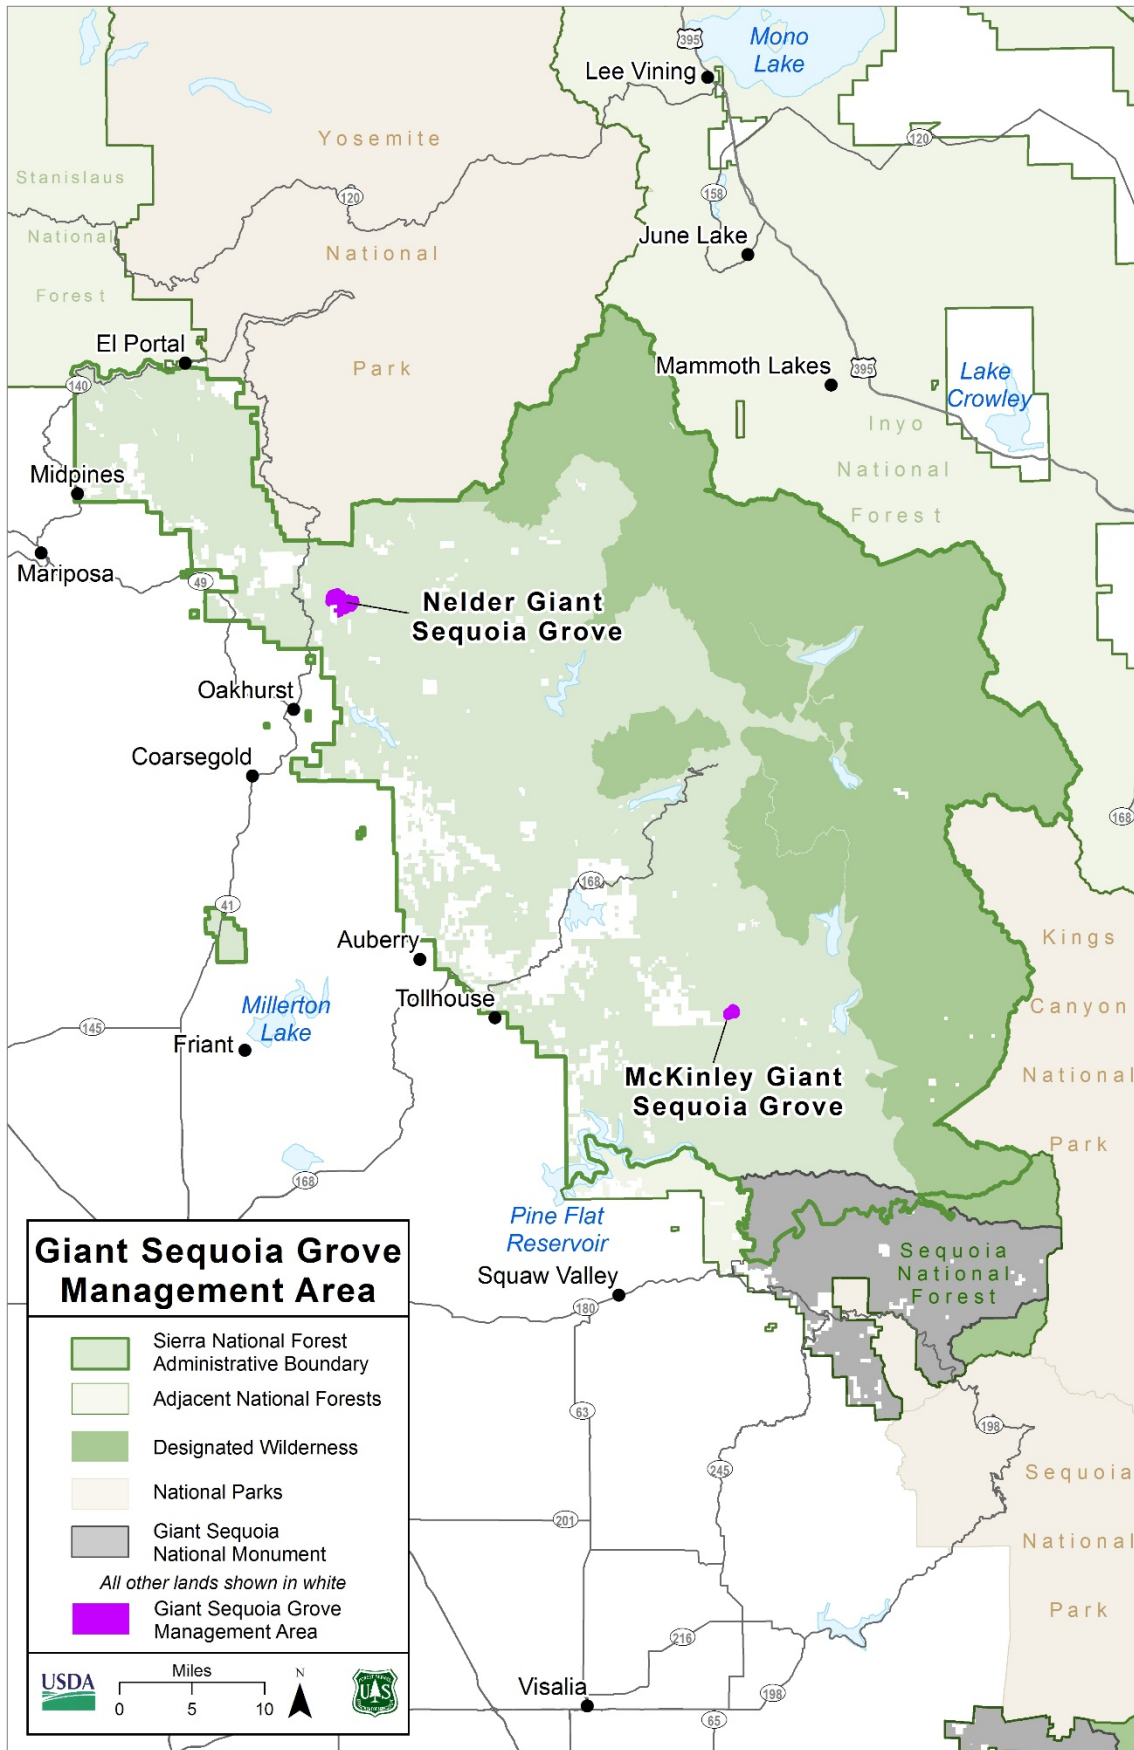 395
Mono
Lake
Lee Vining
120
Yosemite
Stanislaus
120
158
National
June Lake
National
Forest
El Portal
Park
Mammoth Lakes
395
Lake
Crowley
140
Inyo
National
Midpines
Forest
Mariposa
49
Nelder Giant
Sequoia Grove
Oakhurst
Coarsegold
168
168
41
Auberry
Kings
Tollhouse
Millerton
Lake
Canyon
145
Friant
McKinley Giant
Sequoia Grove
National
Park
168
Pine Flat
Reservoir
Squaw Valley
Sequoia
National
Forest
180
63
198
245
Sequoia
201
National
Park
216
Visalia
198
65
Giant Sequoia Grove
Management Area
Sierra National Forest
Administrative Boundary
Adjacent National Forests
Designated Wilderness
National Parks
Giant Sequoia
National Monument
All other lands shown in white
Giant Sequoia Grove
Management Area
USDA
Miles
0 5 10
N
U S